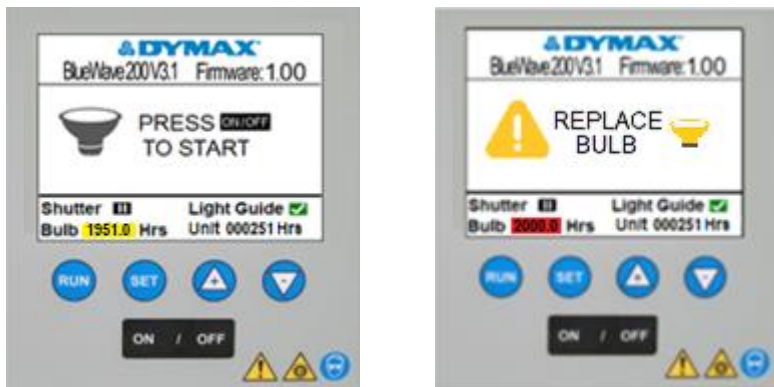 DYMAX
BlueWave 200 V3.1 Firmware: 1.00
PRESS ON/OFF
TO START
Shutter Light Guide
Bulb 1951.0 Hrs Unit 000251 Hrs
RUN SET
ON / OFF
DYMAX
BlueWave 200 V3.1 Firmware: 1.00
REPLACE
BULB
Shutter Light Guide
Bulb 2000.0 Hrs Unit 000251 Hrs
RUN SET
ON / OFF